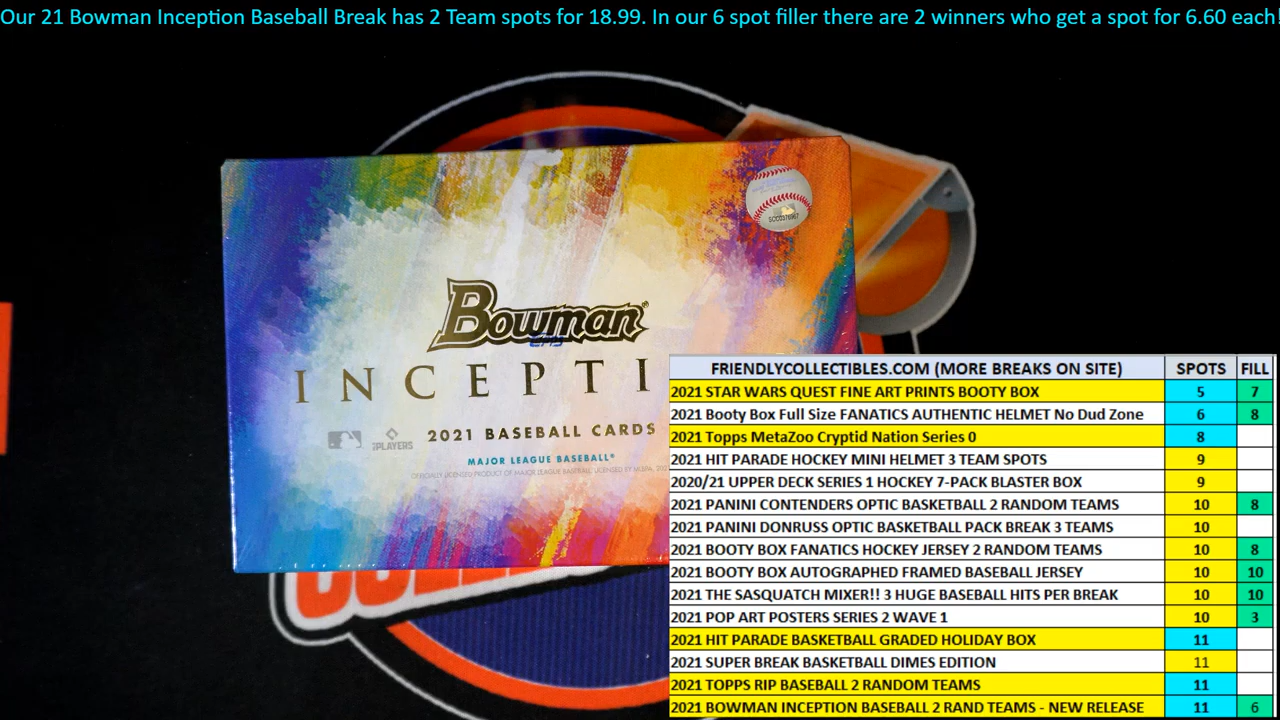 Our 21 Bowman Inception Baseball Break has 2 Team spots for 18.99. In our 6 spot filler there are 2 winners who get a spot for 6.60 each!
Bowman®
INCEPTI
PLAYERS 2021 BASEBALL CARDS
MAJOR LEAGUE BASEBALL®
FRIENDLYCOLLECTIBLES.COM (MORE BREAKS ON SITE) SPOTS FILL
2021 STAR WARS QUEST FINE ART PRINTS BOOTY BOX 5 7
2021 Booty Box Full Size FANATICS AUTHENTIC HELMET No Dud Zone 6 8
2021 Topps MetaZoo Cryptid Nation Series 0 8
2021 HIT PARADE HOCKEY MINI HELMET 3 TEAM SPOTS 9
2020/21 UPPER DECK SERIES 1 HOCKEY 7-PACK BLASTER BOX 9
2021 PANINI CONTENDERS OPTIC BASKETBALL 2 RANDOM TEAMS 10 8
2021 PANINI DONRUSS OPTIC BASKETBALL PACK BREAK 3 TEAMS 10
2021 BOOTY BOX FANATICS HOCKEY JERSEY 2 RANDOM TEAMS 10 8
2021 BOOTY BOX AUTOGRAPHED FRAMED BASEBALL JERSEY 10 10
2021 THE SASQUATCH MIXER!! 3 HUGE BASEBALL HITS PER BREAK 10 10
2021 POP ART POSTERS SERIES 2 WAVE 1 10 3
2021 HIT PARADE BASKETBALL GRADED HOLIDAY BOX 11
2021 SUPER BREAK BASKETBALL DIMES EDITION 11
2021 TOPPS RIP BASEBALL 2 RANDOM TEAMS 11
2021 BOWMAN INCEPTION BASEBALL 2 RAND TEAMS - NEW RELEASE 11 6